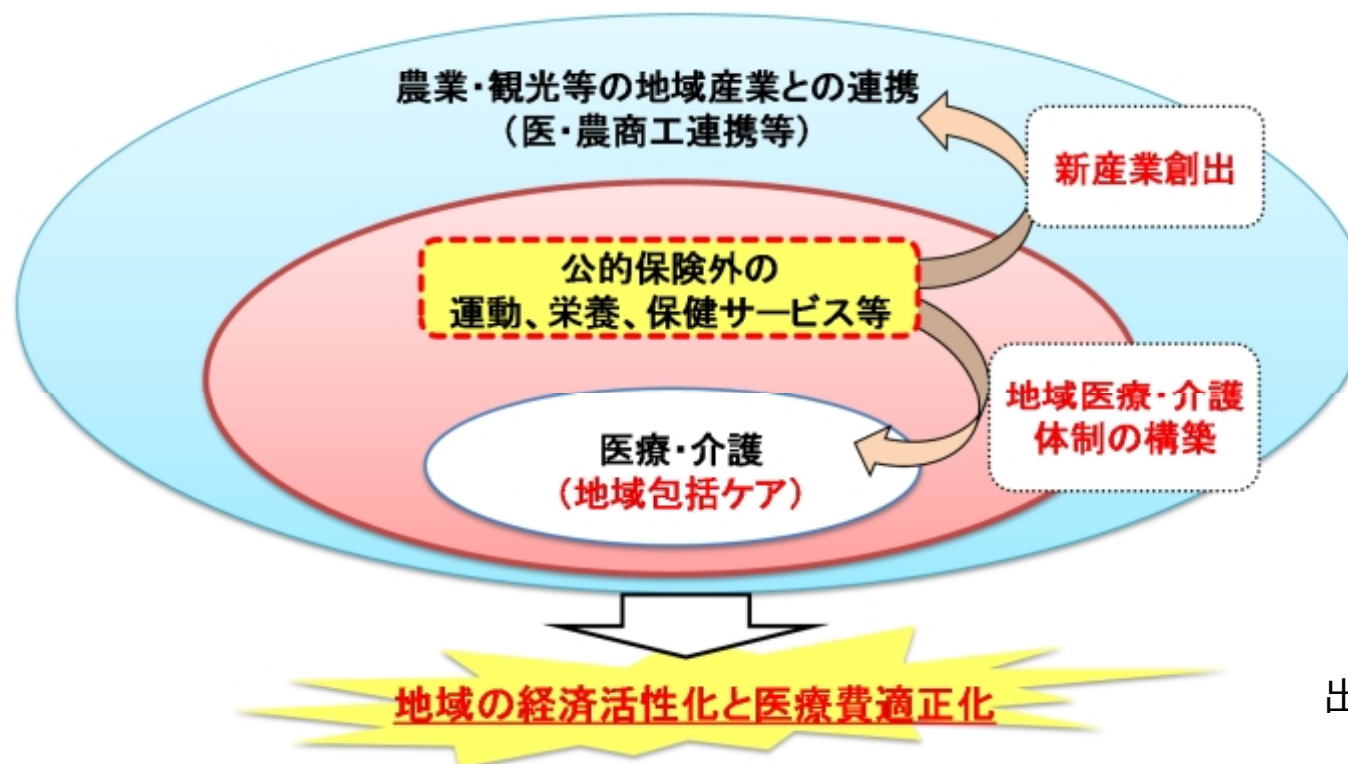 農業・観光等の地域産業との連携
（医・農商工連携等）
新産業創出
公的保険外の
運動、栄養、保健サービス等
地域医療・介護
体制の構築
医療・介護
（地域包括ケア）
地域の経済活性化と医療費適正化
出